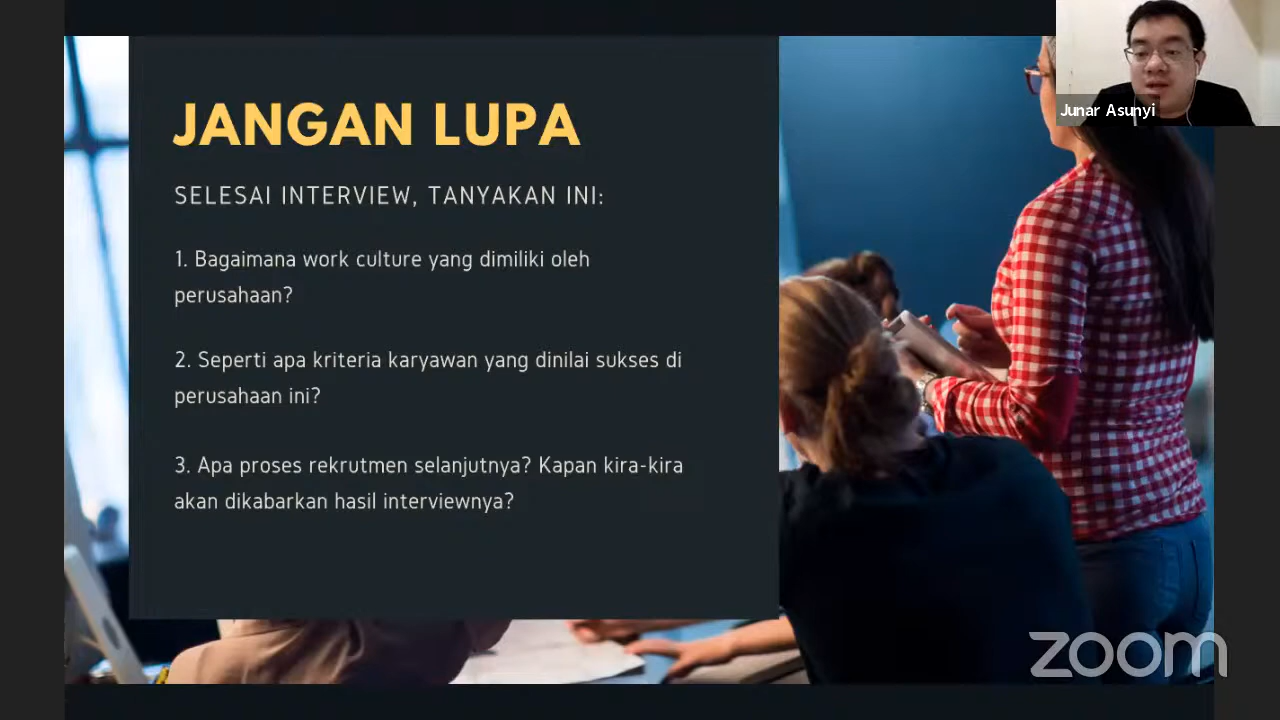 Junar Asunyi
JANGAN LUPA
SELESAI INTERVIEW, TANYAKAN INI:
1. Bagaimana work culture yang dimiliki oleh
perusahaan?
2. Seperti apa kriteria karyawan yang dinilai sukses di
perusahaan ini?
3. Apa proses rekrutmen selanjutnya? Kapan kira-kira
akan dikabarkan hasil interviewnya?
zoom